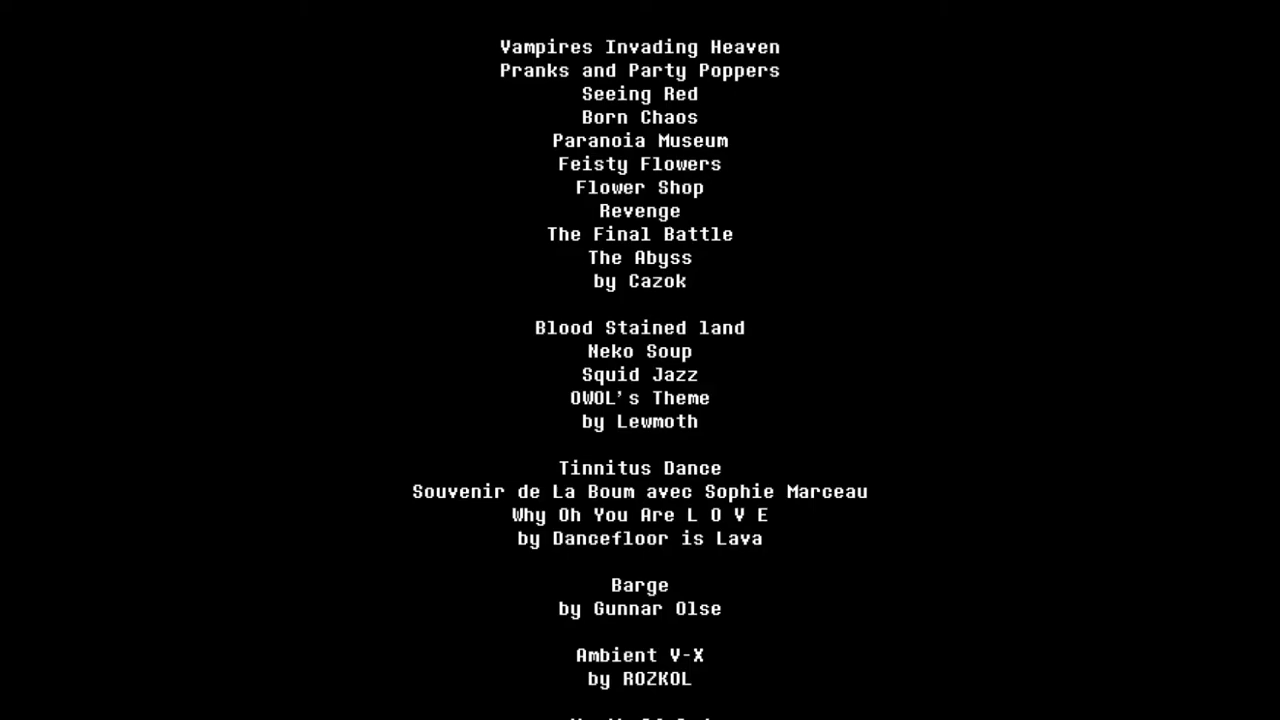 Vampires Invading Heaven
Pranks and Party Poppers
Seeing Red
Born Chaos
Paranoia Museum
Feisty Flowers
Flower Shop
Revenge
The Final Battle
The Abyss
by Cazok
Blood Stained land
Neko Soup
Squid Jazz
OWOL's Theme
by Lewmoth
Tinnitus Dance
Souvenir de La Boum avec Sophie Marceau
Why Oh You Are L O V E
by Dancefloor is Lava
Barge
by Gunnar Olse
Ambient V-X
by ROZKOL